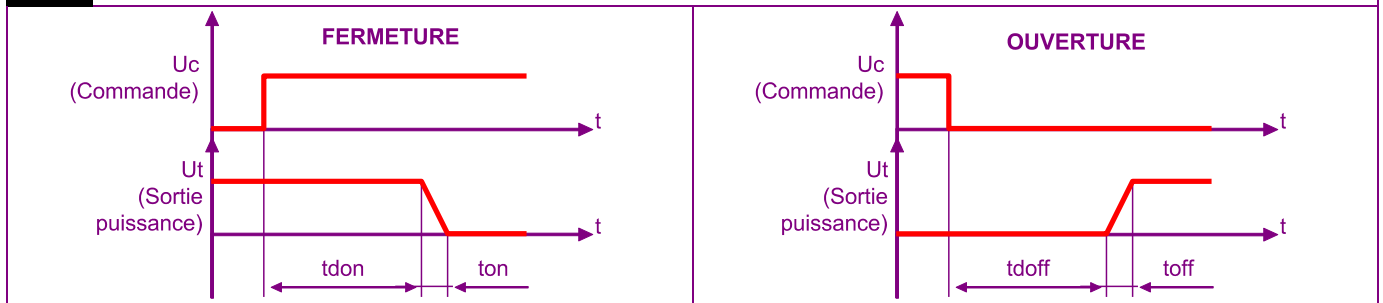 FERMETURE
Uc
(Commande)
t
Ut
(Sortie
puissance)
t
tdon
ton
OUVERTURE
Uc
(Commande)
t
Ut
(Sortie
puissance)
t
tdoff
toff